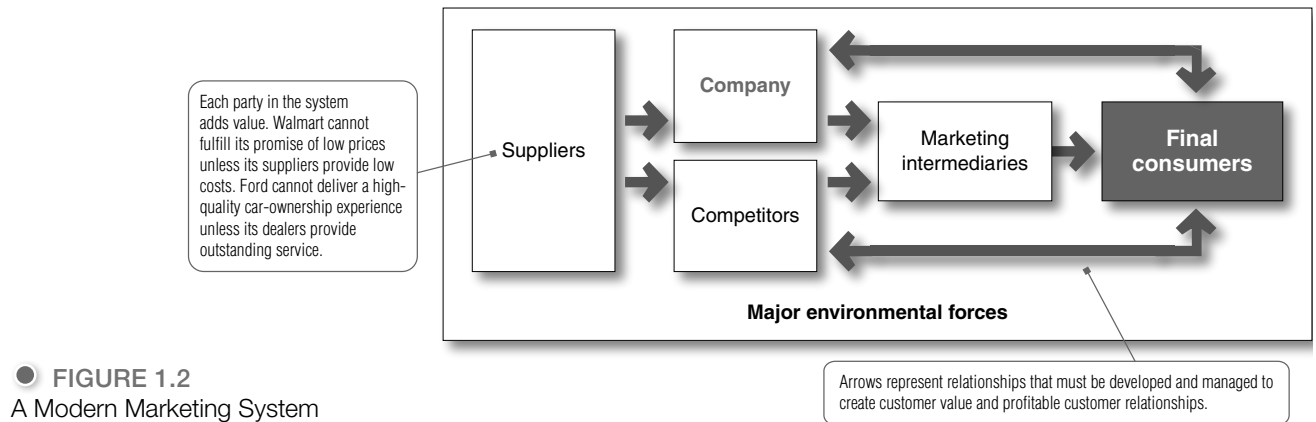 Each party in the system
adds value. Walmart cannot
fulfill its promise of low prices
unless its suppliers provide low
costs. Ford cannot deliver a high-
quality car-ownership experience
unless its dealers provide
outstanding service.
Suppliers
Company
Competitors
Marketing
intermediaries
Final
consumers
Major environmental forces
Arrows represent relationships that must be developed and managed to
create customer value and profitable customer relationships.
FIGURE 1.2
A Modern Marketing System